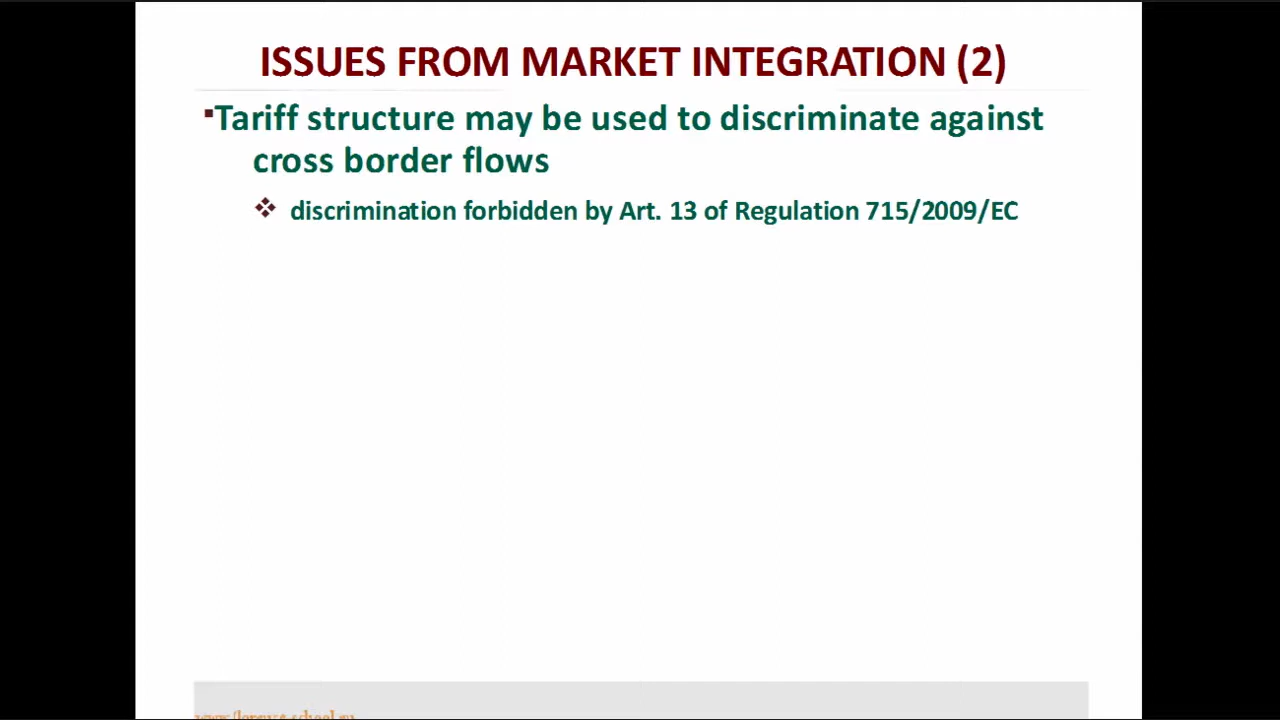 ISSUES FROM MARKET INTEGRATION (2)
▪Tariff structure may be used to discriminate against
cross border flows
❖ discrimination forbidden by Art. 13 of Regulation 715/2009/EC